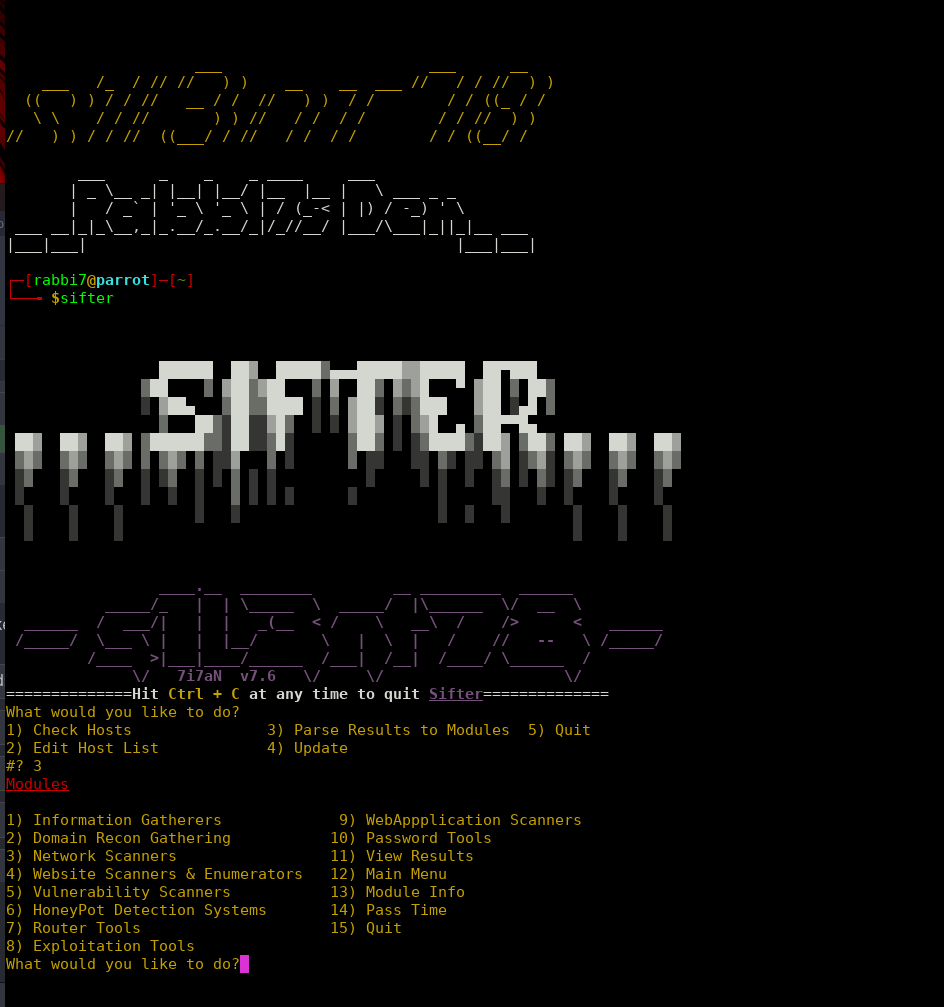 ┌─[rabbi7@parrot]─[~]
└──╼ $sifter
SIFTER
7i7aN v7.6
==============Hit Ctrl + C at any time to quit Sifter==============
What would you like to do?
1) Check Hosts 3) Parse Results to Modules 5) Quit
2) Edit Host List 4) Update
#? 3
Modules
1) Information Gatherers 9) WebAppplication Scanners
2) Domain Recon Gathering 10) Password Tools
3) Network Scanners 11) View Results
4) Website Scanners & Enumerators 12) Main Menu
5) Vulnerability Scanners 13) Module Info
6) HoneyPot Detection Systems 14) Pass Time
7) Router Tools 15) Quit
8) Exploitation Tools
What would you like to do?